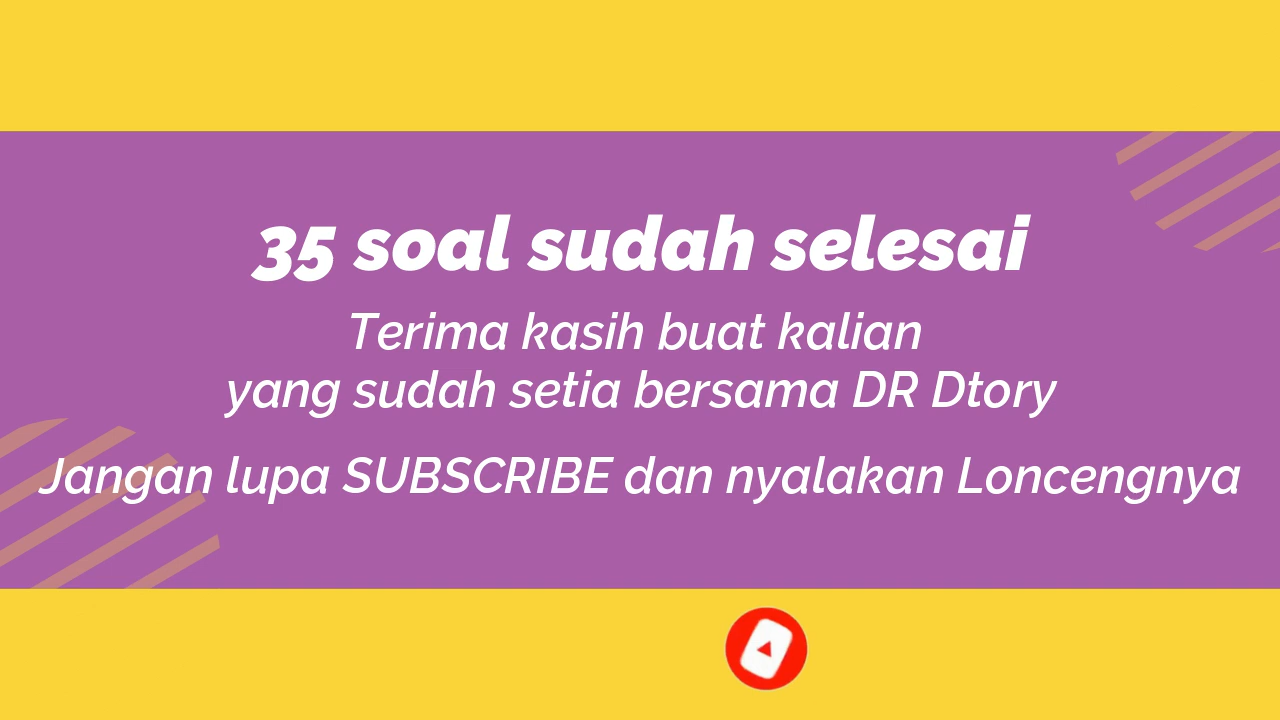 35 soal sudah selesai
Terima kasih buat kalian
yang sudah setia bersama DR Dtory
Jangan lupa SUBSCRIBE dan nyalakan Loncengnya